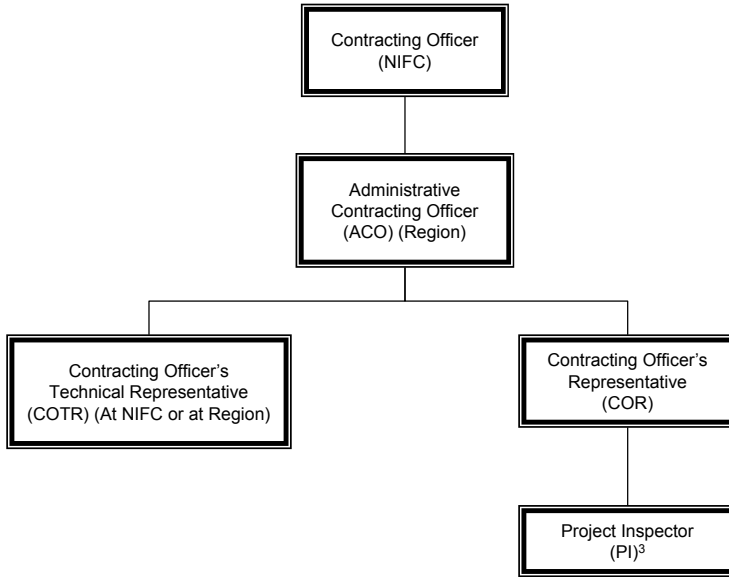 Contracting Officer
(NIFC)
Administrative
Contracting Officer
(ACO) (Region)
Contracting Officer’s
Technical Representative
(COTR) (At NIFC or at Region)
Contracting Officer’s
Representative
(COR)
Project Inspector
(PI)³